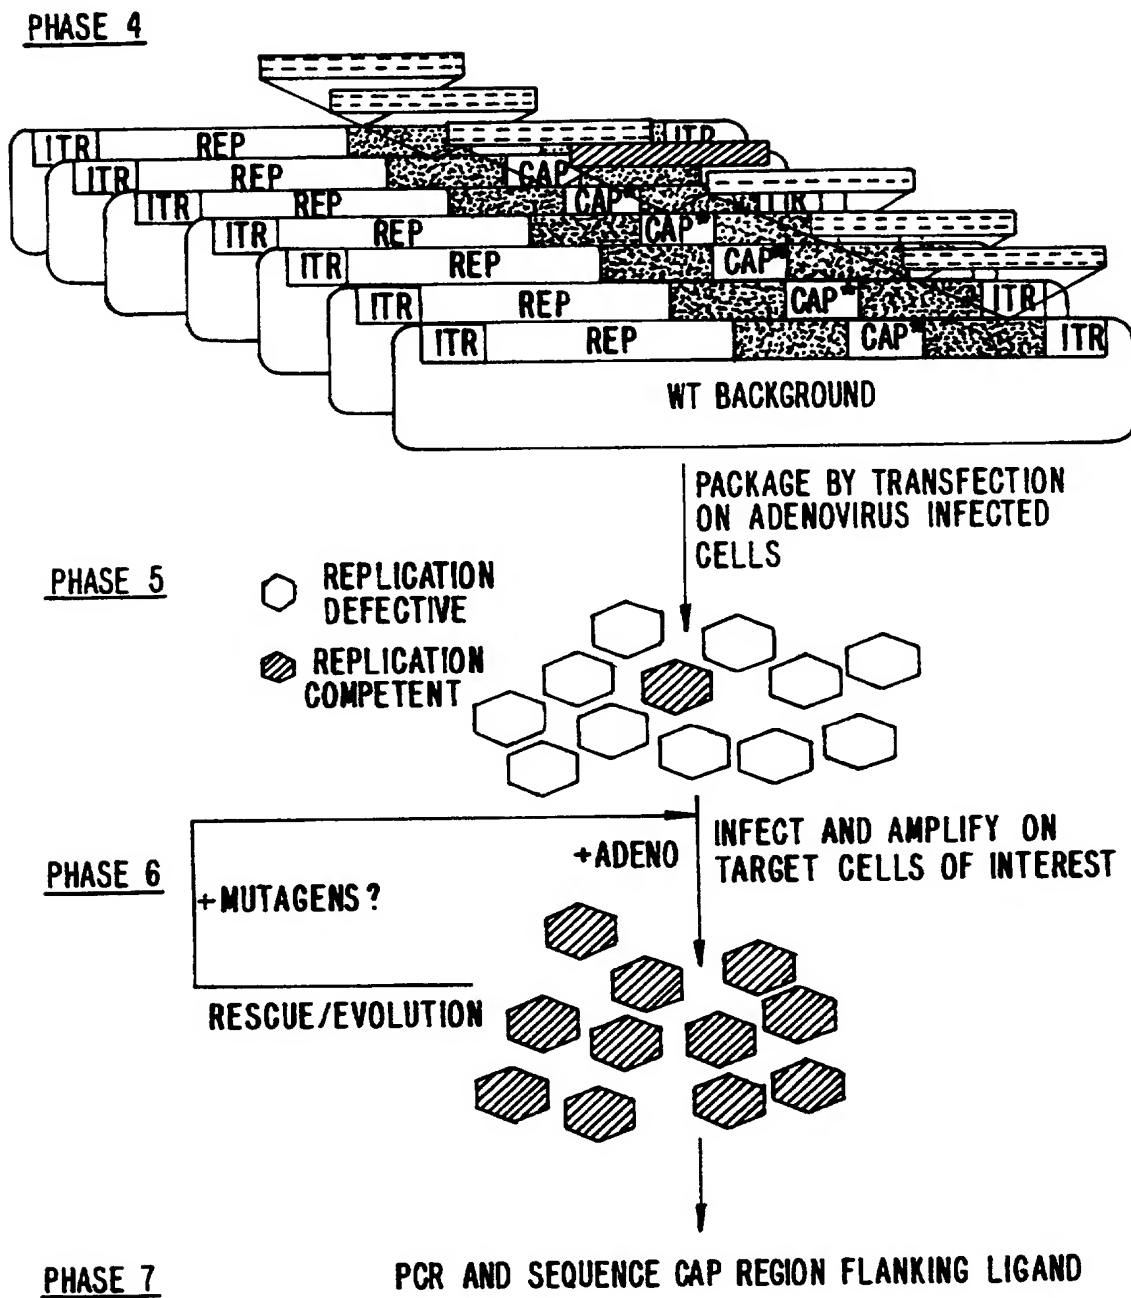 PHASE 4
ITR REP ITR
ITR REP CAP
ITR REP CAP* ITR
ITR REP CAP*
ITR REP CAP*
ITR REP CAP* ITR
ITR REP CAP* ITR
WT BACKGROUND
PACKAGE BY TRANSFECTION
ON ADENOVIRUS INFECTED
CELLS
PHASE 5
REPLICATION
DEFECTIVE
REPLICATION
COMPETENT
INFECT AND AMPLIFY ON
TARGET CELLS OF INTEREST
+ADENO
PHASE 6
+MUTAGENS?
RESCUE/EVOLUTION
PHASE 7
PCR AND SEQUENCE CAP REGION FLANKING LIGAND